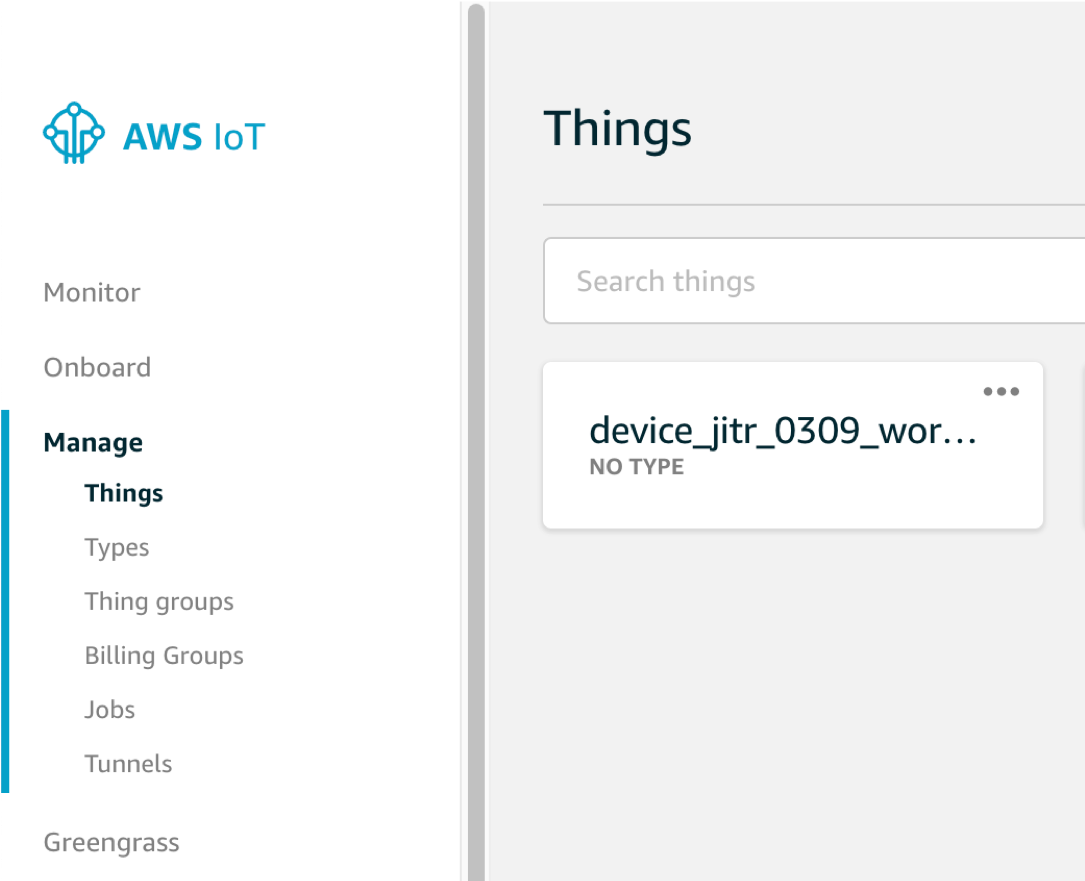 AWS IoT
Monitor
Onboard
Manage
Things
Types
Thing groups
Billing Groups
Jobs
Tunnels
Greengrass
Things
Search things
device_jitr_0309_wor...
NO TYPE